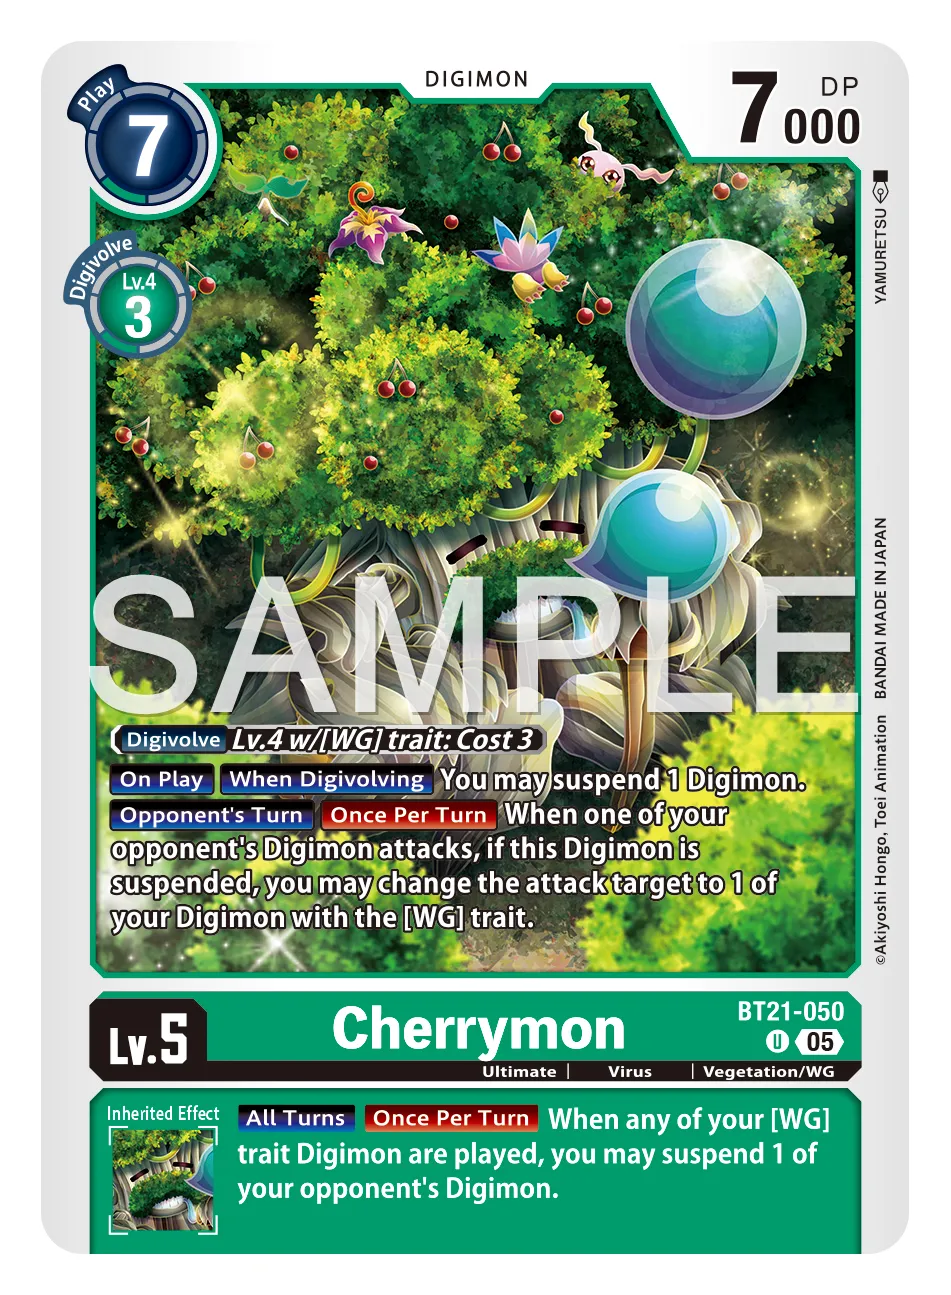 DIGIMON
Play
7
7000
DP
Digivolve
Lv.4
3
YAMURETSU
BANDAI MADE IN JAPAN
©Akiyoshi Hongo, Toei Animation
SAMPLE
Digivolve Lv.4 w/[WG] trait: Cost 3
On Play When Digivolving You may suspend 1 Digimon.
Opponent's Turn Once Per Turn When one of your
opponent's Digimon attacks, if this Digimon is
suspended, you may change the attack target to 1 of
your Digimon with the [WG] trait.
Lv.5
Cherrymon
BT21-050
U 05
Ultimate | Virus | Vegetation/WG
Inherited Effect
All Turns Once Per Turn When any of your [WG]
trait Digimon are played, you may suspend 1 of
your opponent's Digimon.